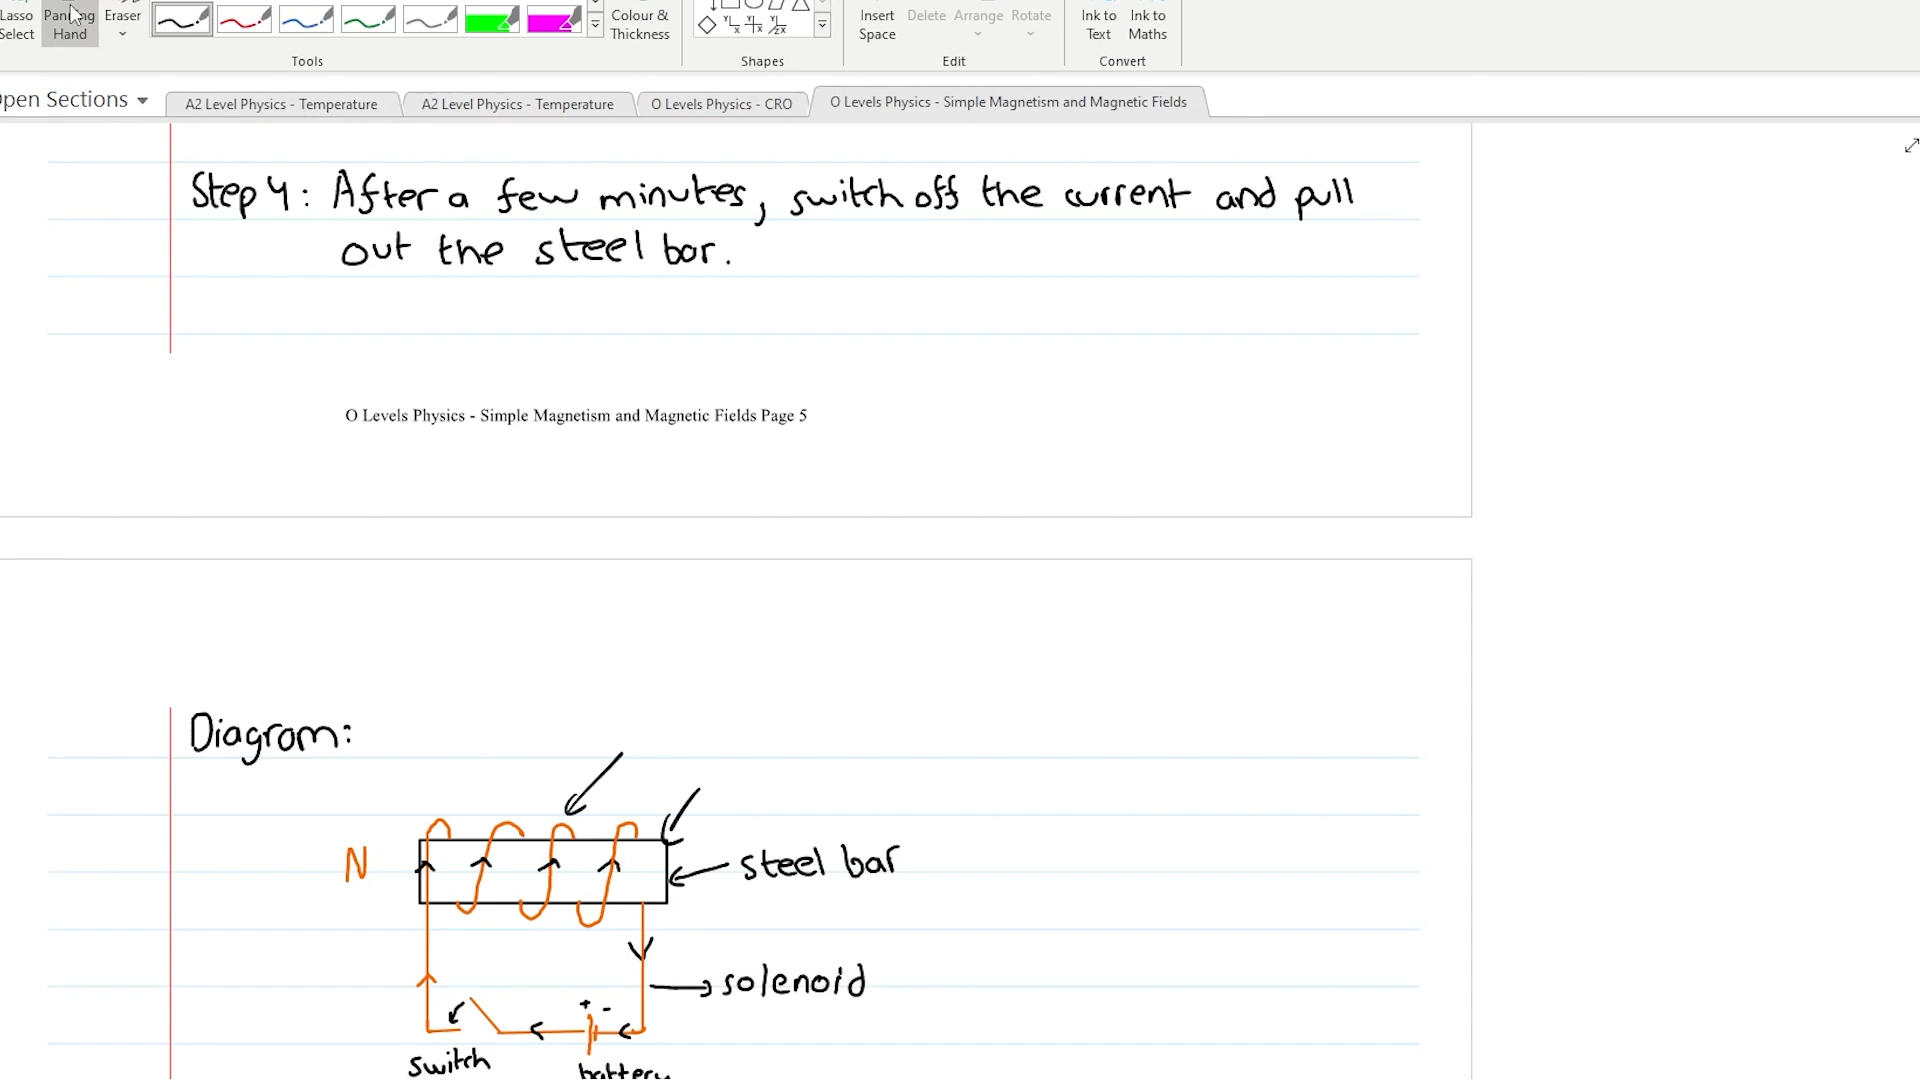 Lasso Select
Panning Hand
Eraser
Colour & Thickness
Insert Space
Delete
Arrange
Rotate
Ink to Text
Ink to Maths
Tools
Shapes
Edit
Convert
pen Sections
A2 Level Physics - Temperature
A2 Level Physics - Temperature
O Levels Physics - CRO
O Levels Physics - Simple Magnetism and Magnetic Fields
Step 4: After a few minutes, switch off the current and pull
out the steel bar.
O Levels Physics - Simple Magnetism and Magnetic Fields Page 5
Diagram:
N
steel bar
solenoid
+ -
switch
battery